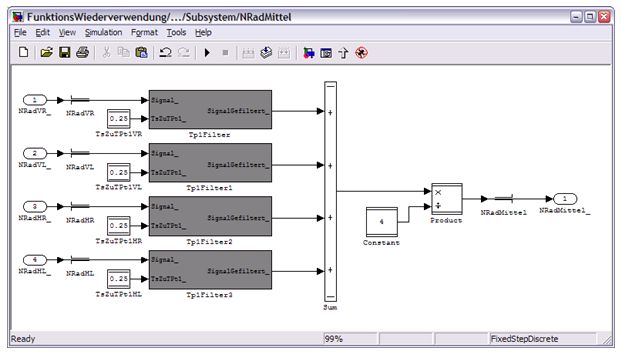 FunktionsWiederverwendung/.../Subsystem/NRadMittel
File Edit View Simulation Format Tools Help
1
NRadVR_
NRadVR
0.25
TsZuTPt1VR
Signal_
TsZuTPt1_
SignalGefiltert_
Tp1Filter
2
NRadVL_
NRadVL
0.25
TsZuTPt1VL
Signal_
TsZuTPt1_
SignalGefiltert_
Tp1Filter1
3
NRadHR_
NRadHR
0.25
TsZuTPt1HR
Signal_
TsZuTPt1_
SignalGefiltert_
Tp1Filter2
4
NRadHL_
NRadHL
0.25
TsZuTPt1HL
Signal_
TsZuTPt1_
SignalGefiltert_
Tp1Filter3
+
+
+
+
Sum
4
Constant
×
÷
Product
NRadMittel
1
NRadMittel_
Ready
99%
FixedStepDiscrete